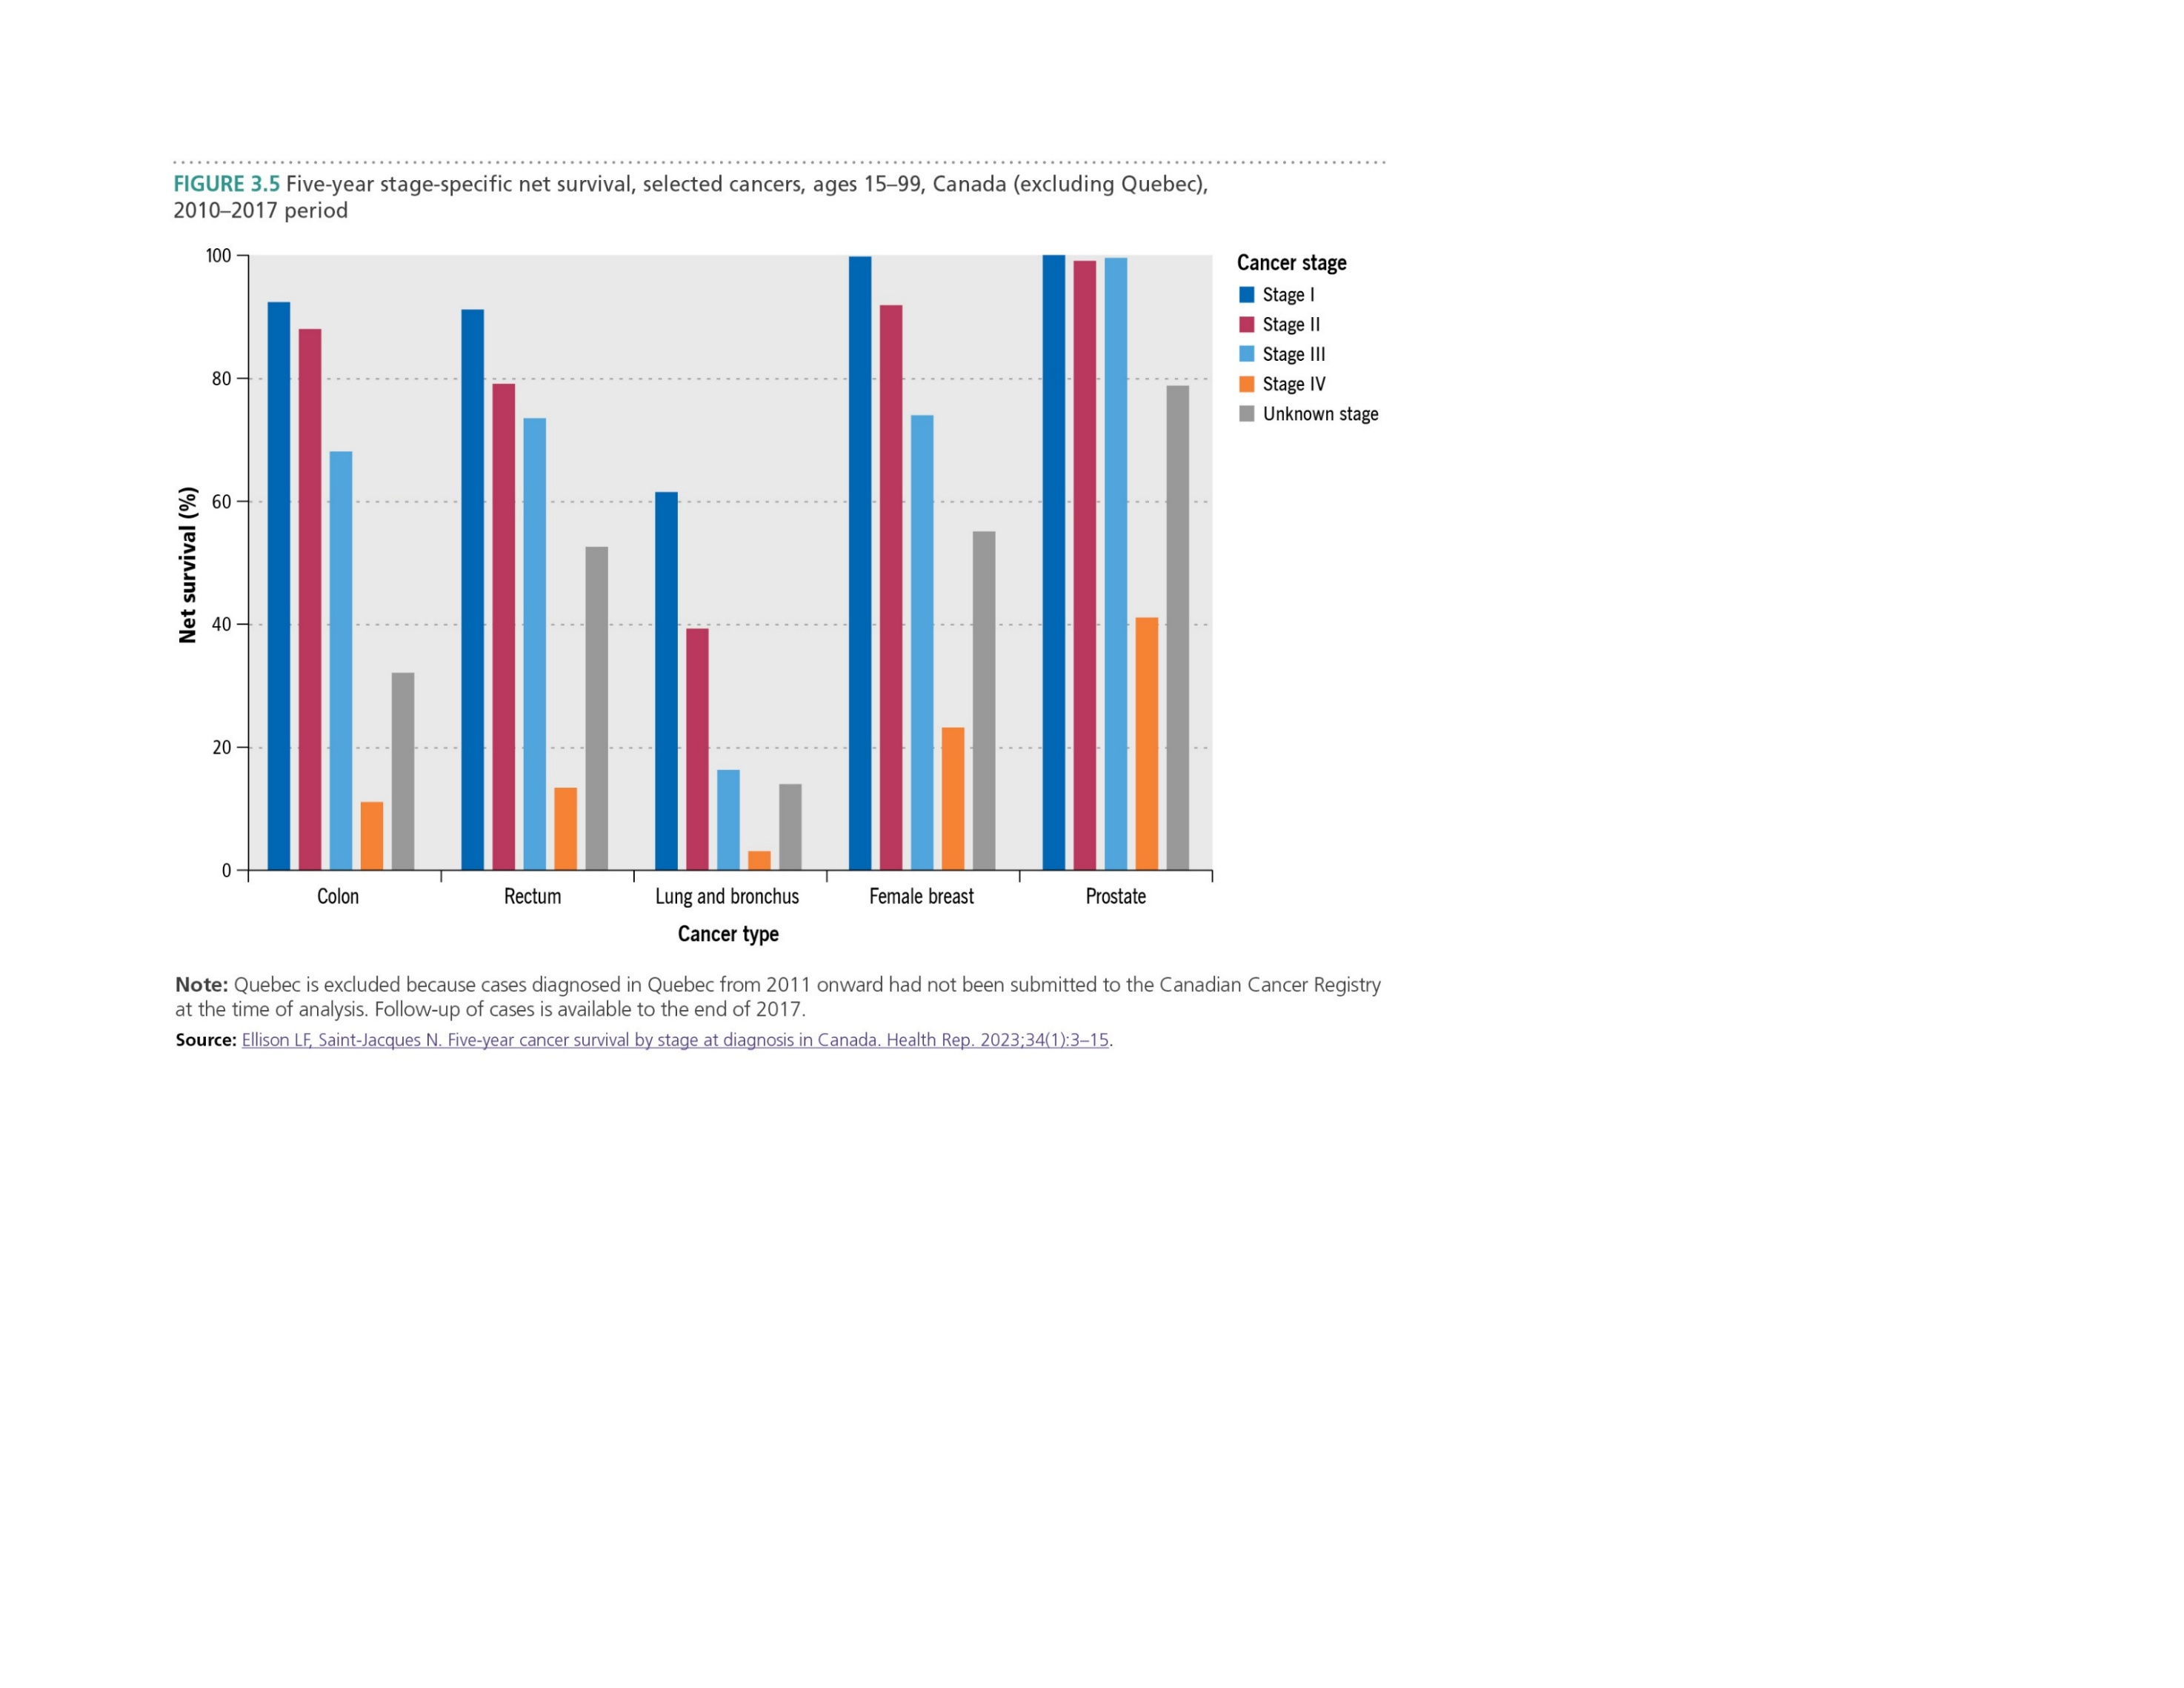 FIGURE 3.5 Five-year stage-specific net survival, selected cancers, ages 15–99, Canada (excluding Quebec),
2010–2017 period
Net survival (%)
100
80
60
40
20
0
Colon
Rectum
Lung and bronchus
Female breast
Prostate
Cancer type
Cancer stage
Stage I
Stage II
Stage III
Stage IV
Unknown stage
Note: Quebec is excluded because cases diagnosed in Quebec from 2011 onward had not been submitted to the Canadian Cancer Registry
at the time of analysis. Follow-up of cases is available to the end of 2017.
Source: Ellison LF, Saint-Jacques N. Five-year cancer survival by stage at diagnosis in Canada. Health Rep. 2023;34(1):3–15.